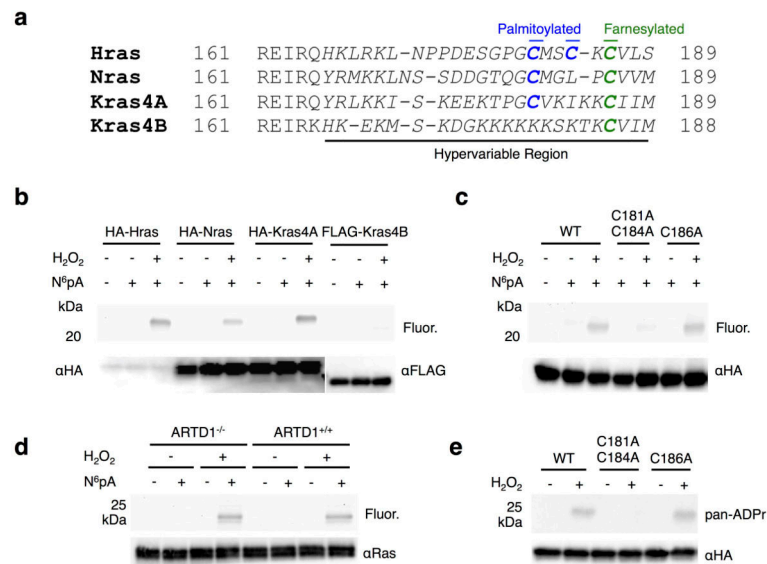 a
Palmitoylated Farnesylated
Hras 161 REIRQHKLRKL-NPPDESGPGCMSC-KCVLS 189
Nras 161 REIRQYRMKKLNS-SDDGTQGCMGL-PCVVM 189
Kras4A 161 REIRQYRLKKI-S-KEEKTPGCVKIKKCIIM 189
Kras4B 161 REIRKHK-EKM-S-KDGKKKKKKSKTKCVIM 188
Hypervariable Region
b
HA-Hras HA-Nras HA-Kras4A FLAG-Kras4B
H2O2 - - + - - + - - + - - +
N6pA - + + - + + - + + - + +
kDa
20
Fluor.
αHA αFLAG
c
WT C181A C184A C186A
H2O2 - - + - + - +
N6pA - + + + + + +
kDa
20
Fluor.
αHA
d
ARTD1-/- ARTD1+/+
H2O2 - + - +
N6pA - + - + - + - +
25
kDa
Fluor.
αRas
e
WT C181A C184A C186A
H2O2 - + - + - +
25
kDa
pan-ADPr
αHA